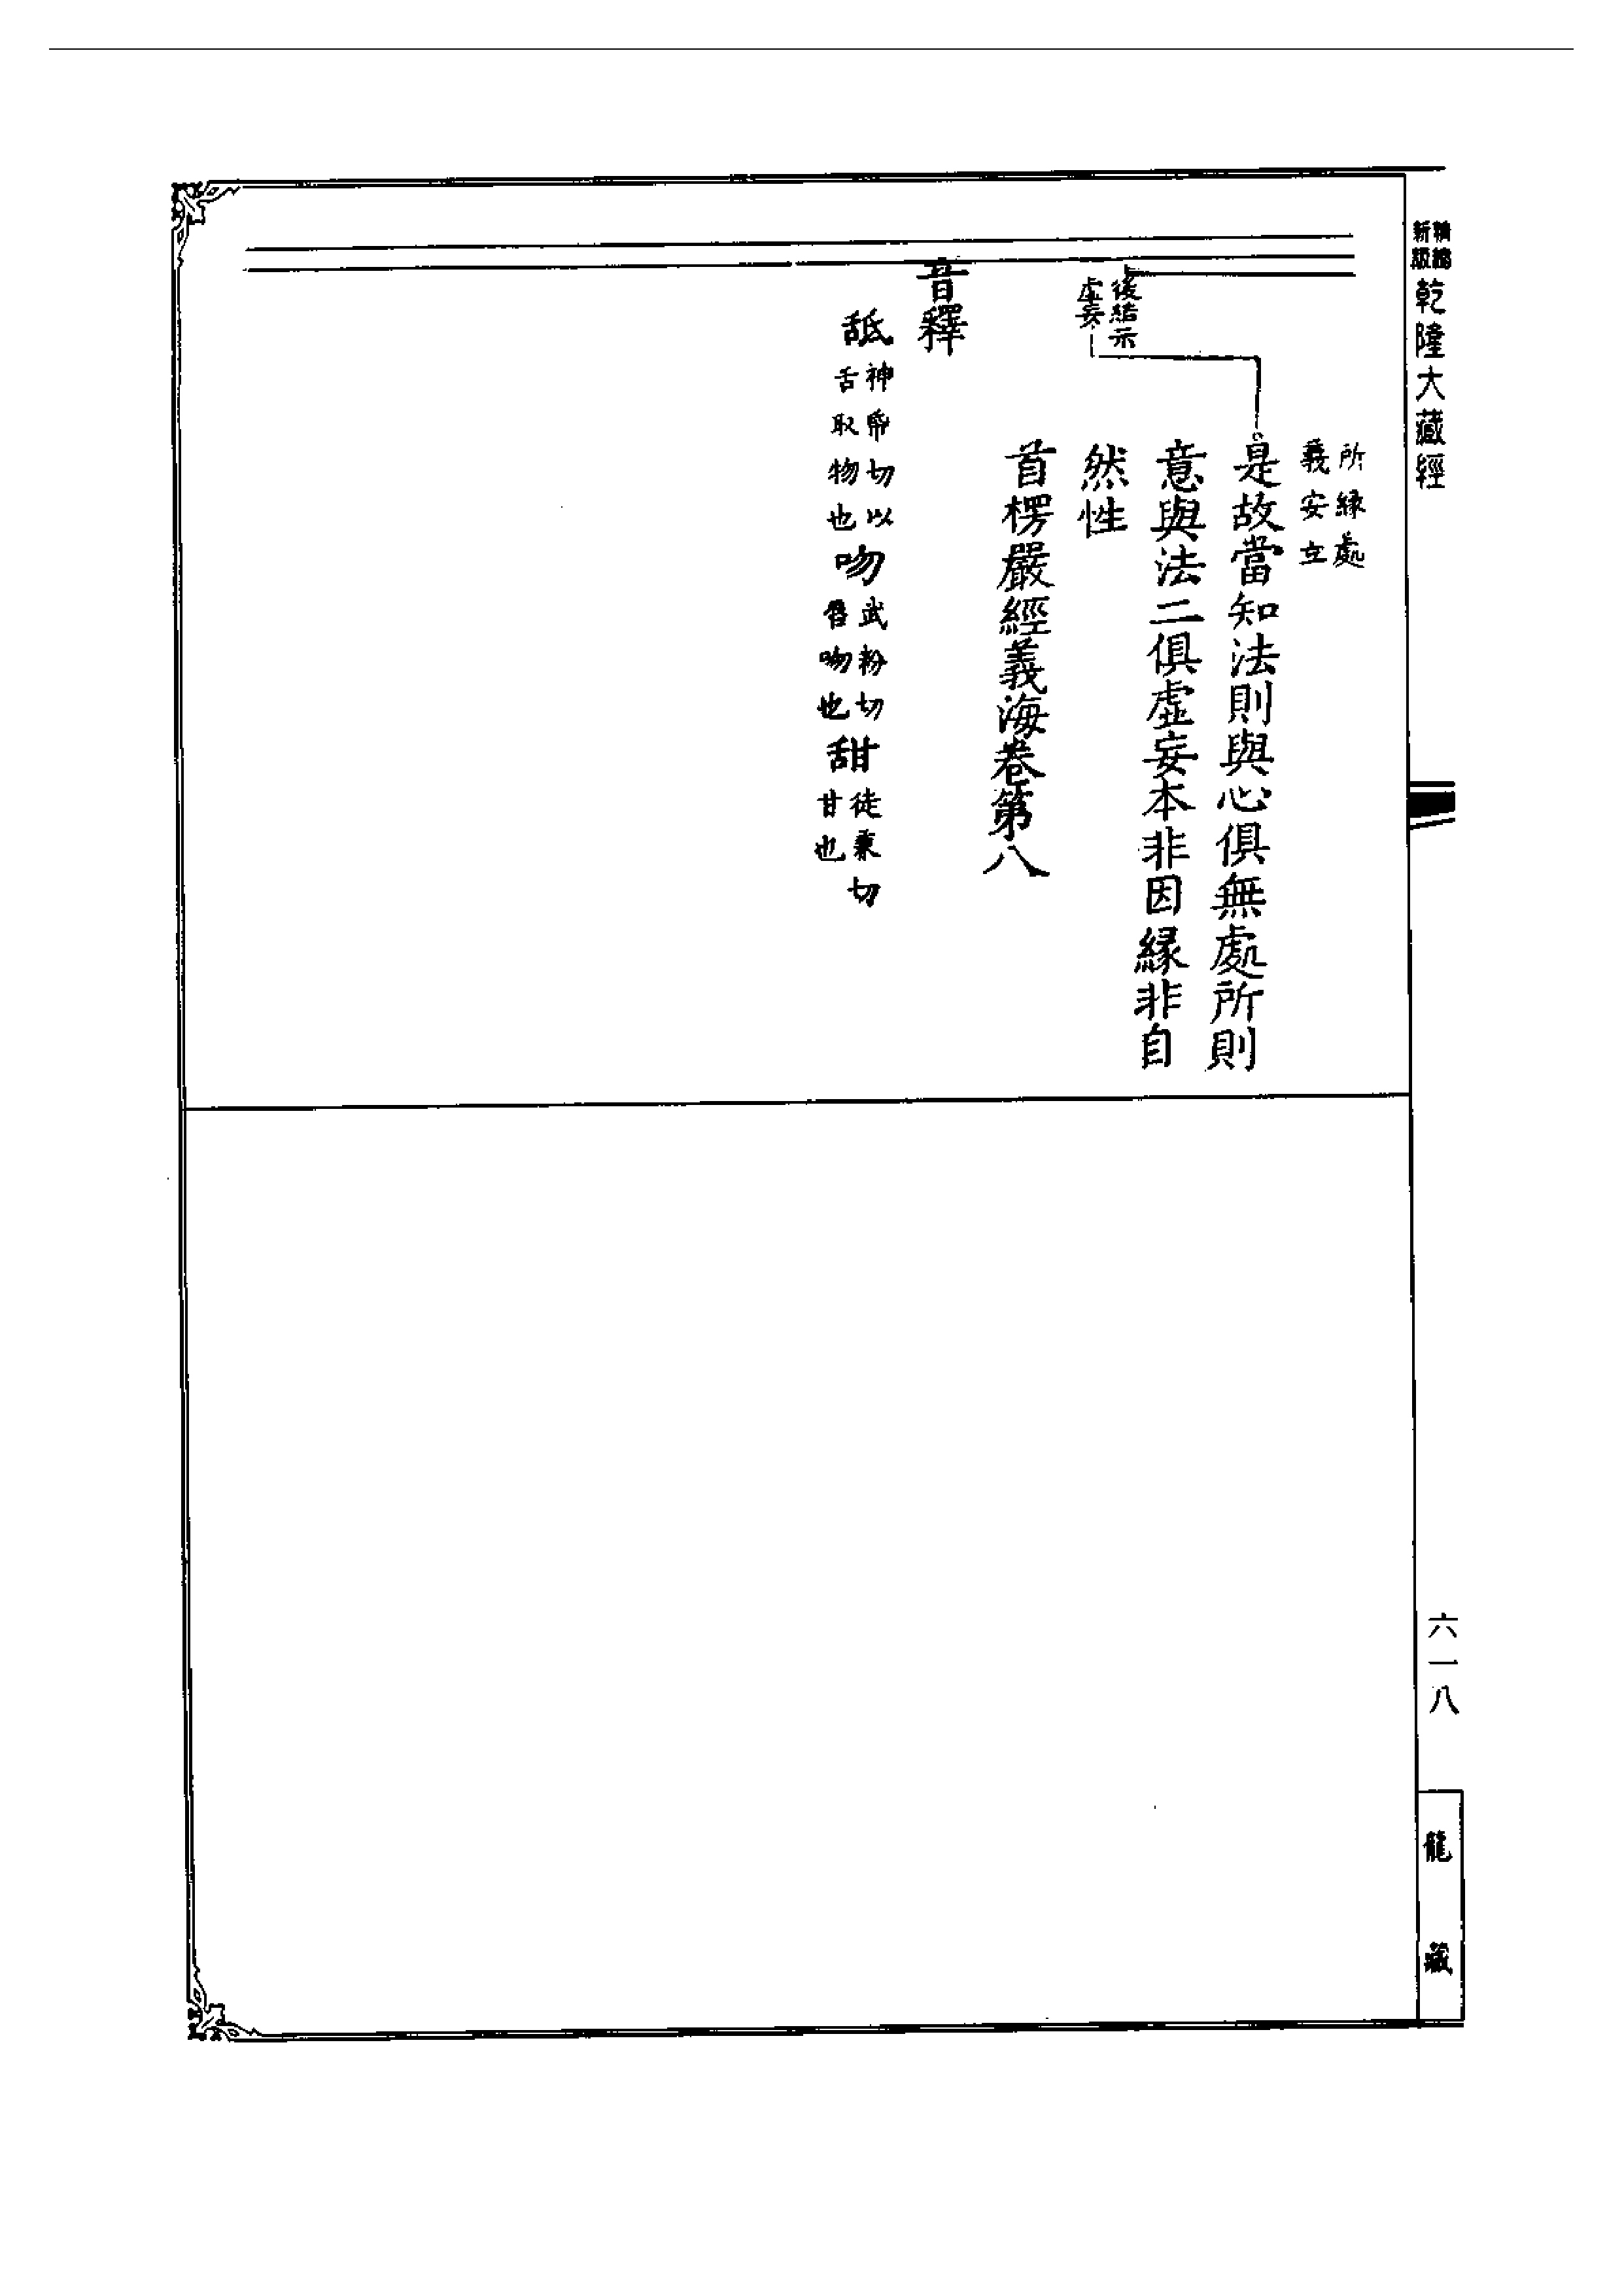 乾隆大藏經
所緣處
義安立
後結示
虛妄
是故當知法則與心俱無處所則
意與法二俱虛妄本非因緣非自
然性
首楞嚴經義海卷第八
音釋
舐神帋切以舌取物也吻武粉切唇吻也甜徒兼切甘也
六一八
龍藏